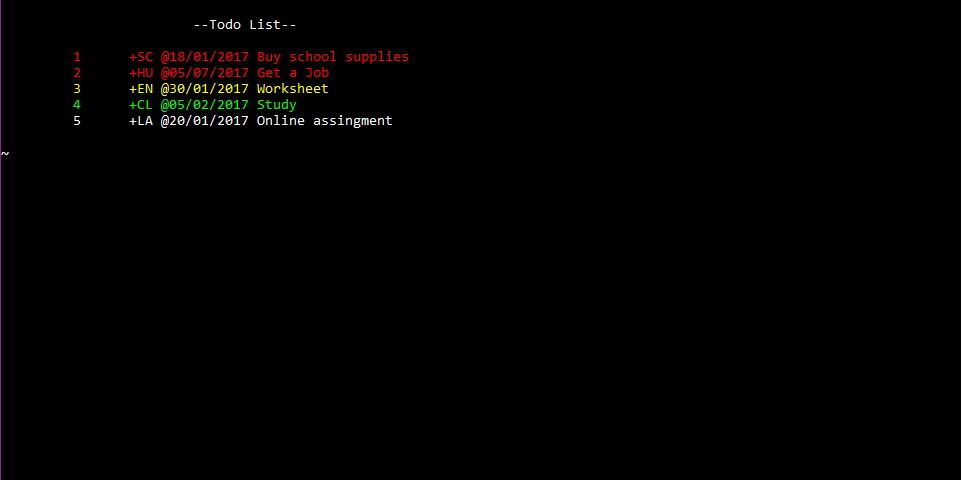 --Todo List--
1 +SC @18/01/2017 Buy school supplies
2 +HU @05/07/2017 Get a Job
3 +EN @30/01/2017 Worksheet
4 +CL @05/02/2017 Study
5 +LA @20/01/2017 Online assingment
~